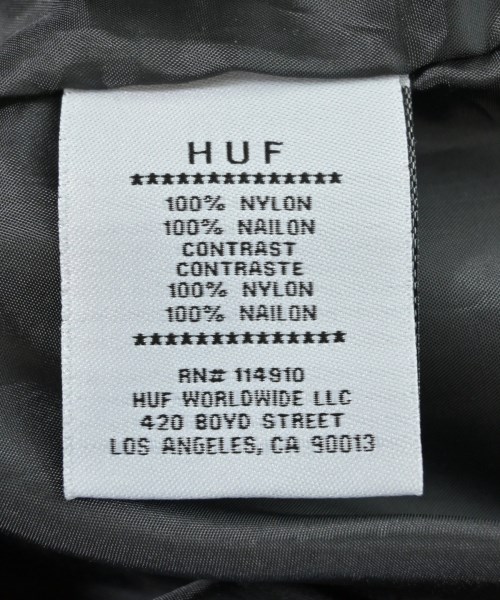 HUF
**************
100% NYLON
100% NAILON
CONTRAST
CONTRASTE
100% NYLON
100% NAILON
**************
RN# 114910
HUF WORLDWIDE LLC
420 BOYD STREET
LOS ANGELES, CA 90013